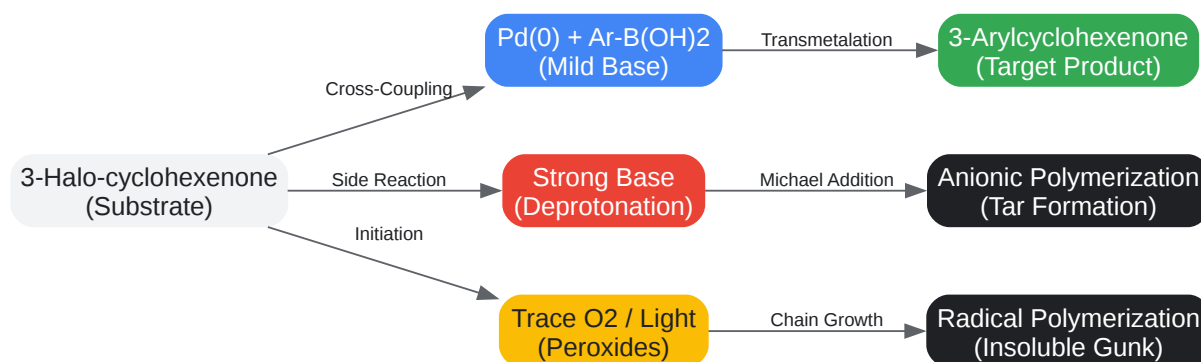 Pd(0) + Ar-B(OH)2
(Mild Base)
Transmetalation
3-Arylcyclohexenone
(Target Product)
Cross-Coupling
3-Halo-cyclohexenone
(Substrate)
Side Reaction
Strong Base
(Deprotonation)
Michael Addition
Anionic Polymerization
(Tar Formation)
Initiation
Trace O2 / Light
(Peroxides)
Chain Growth
Radical Polymerization
(Insoluble Gunk)